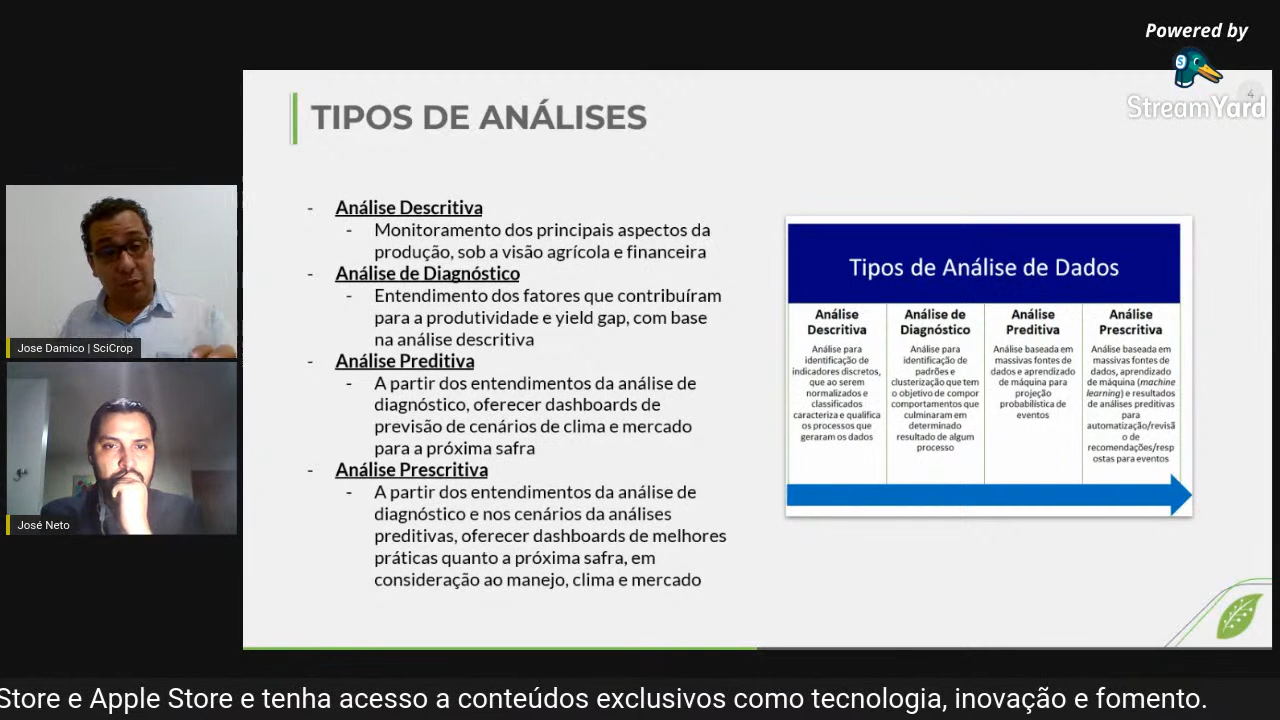 Powered by
StreamYard
4
TIPOS DE ANÁLISES
- Análise Descritiva
- Monitoramento dos principais aspectos da
produção, sob a visão agrícola e financeira
- Análise de Diagnóstico
- Entendimento dos fatores que contribuíram
para a produtividade e yield gap, com base
na análise descritiva
- Análise Preditiva
- A partir dos entendimentos da análise de
diagnóstico, oferecer dashboards de
previsão de cenários de clima e mercado
para a próxima safra
- Análise Prescritiva
- A partir dos entendimentos da análise de
diagnóstico e nos cenários da análises
preditivas, oferecer dashboards de melhores
práticas quanto a próxima safra, em
consideração ao manejo, clima e mercado
Tipos de Análise de Dados
Análise
Descritiva
Análise para
identificação de
indicadores discretos,
que ao serem
normalizados e
classificados
caracteriza e qualifica
os processos que
geraram os dados
Análise de
Diagnóstico
Análise para
identificação de
padrões e
clusterização que tem
o objetivo de compor
comportamentos que
culminaram em
determinado
resultado de algum
processo
Análise
Preditiva
Análise baseada em
massivas fontes de
dados e aprendizado
de máquina para
projeção
probabilística de
eventos
Análise
Prescritiva
Análise baseada em
massivas fontes de
dados, aprendizado
de máquina (machine
learning) e resultados
de análises preditivas
para
automatização/revisã
o de
recomendações/resp
ostas para eventos
Jose Damico | SciCrop
José Neto
Store e Apple Store e tenha acesso a conteúdos exclusivos como tecnologia, inovação e fomento.